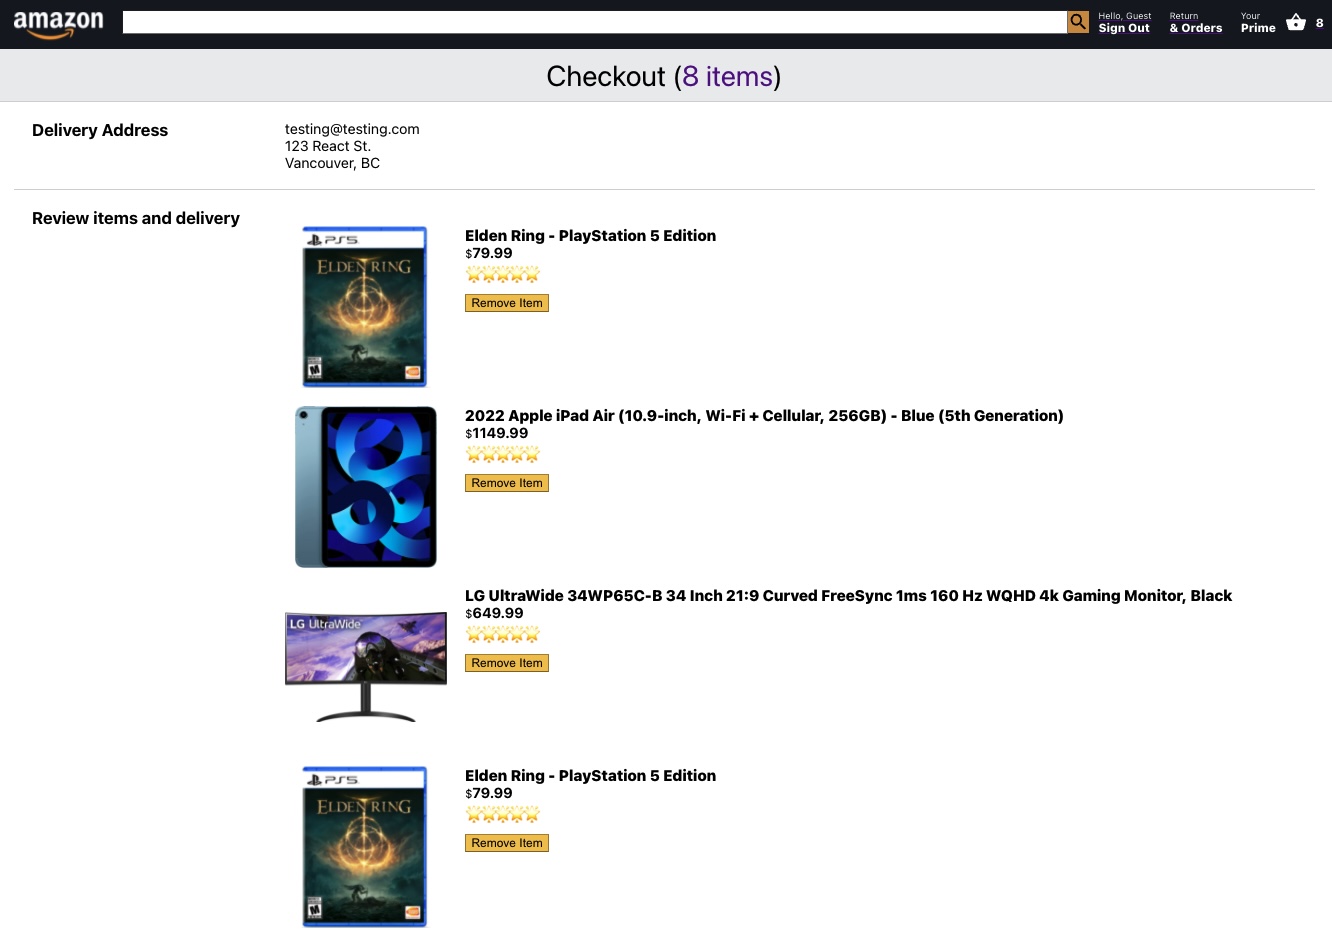 amazon
Hello, Guest
Sign Out
Return
& Orders
Your
Prime
8
Checkout (8 items)
Delivery Address
testing@testing.com
123 React St.
Vancouver, BC
Review items and delivery
PS5
ELDEN RING
M
Elden Ring - PlayStation 5 Edition
$79.99
Remove Item
2022 Apple iPad Air (10.9-inch, Wi-Fi + Cellular, 256GB) - Blue (5th Generation)
$1149.99
Remove Item
LG UltraWide
LG UltraWide 34WP65C-B 34 Inch 21:9 Curved FreeSync 1ms 160 Hz WQHD 4k Gaming Monitor, Black
$649.99
Remove Item
PS5
ELDEN RING
M
Elden Ring - PlayStation 5 Edition
$79.99
Remove Item